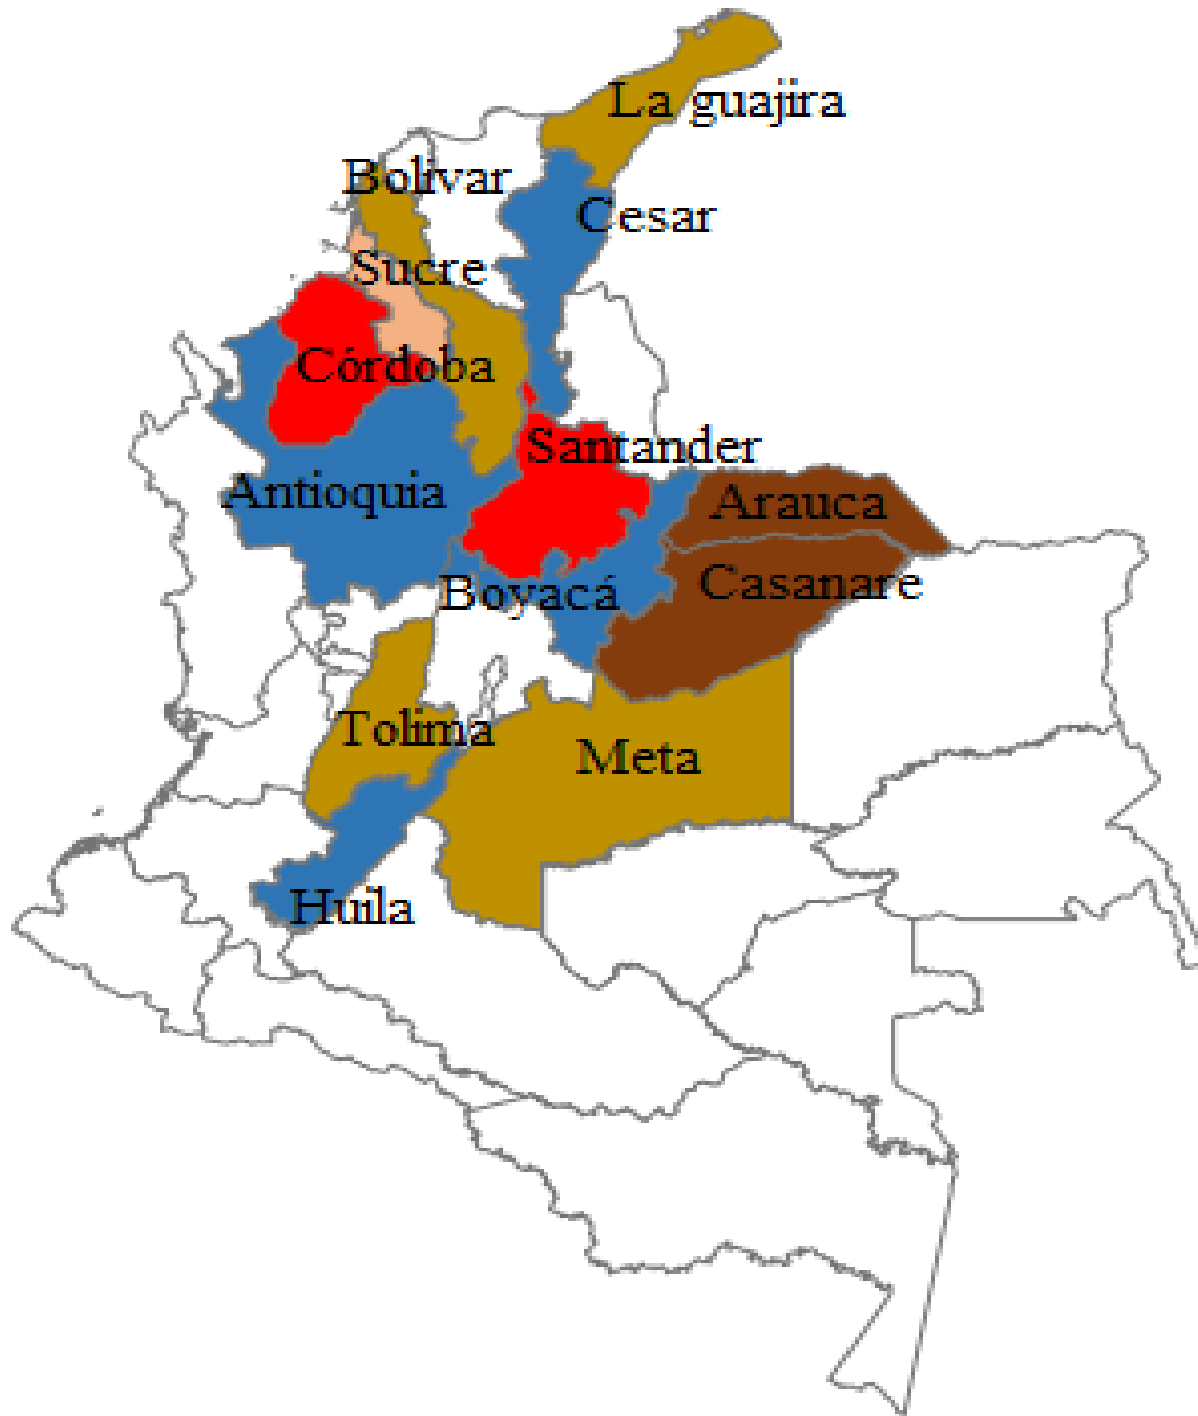 La guajira
Bolivar
Cesar
Sucre
Córdoba
Santander
Antioquia
Arauca
Casanare
Boyacá
Tolima
Meta
Huila